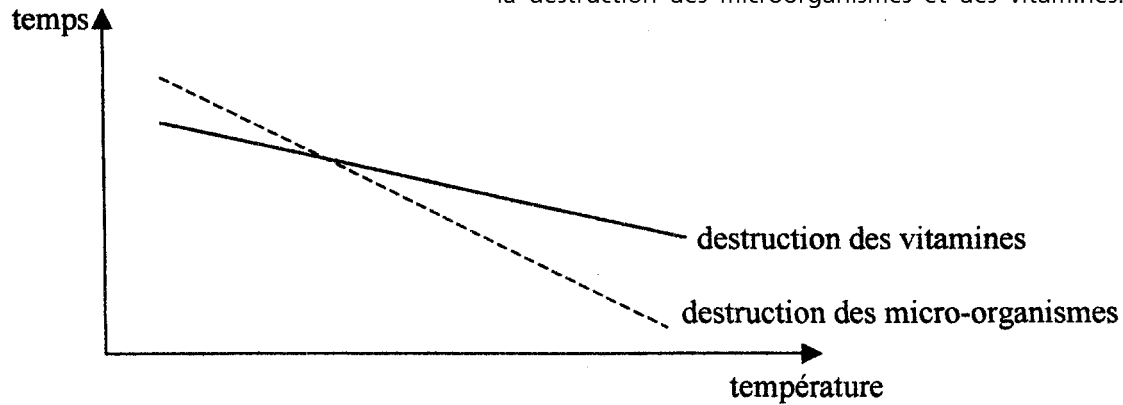 la destruction des microorganismes et des vitamines.
temps
destruction des vitamines
destruction des micro-organismes
température